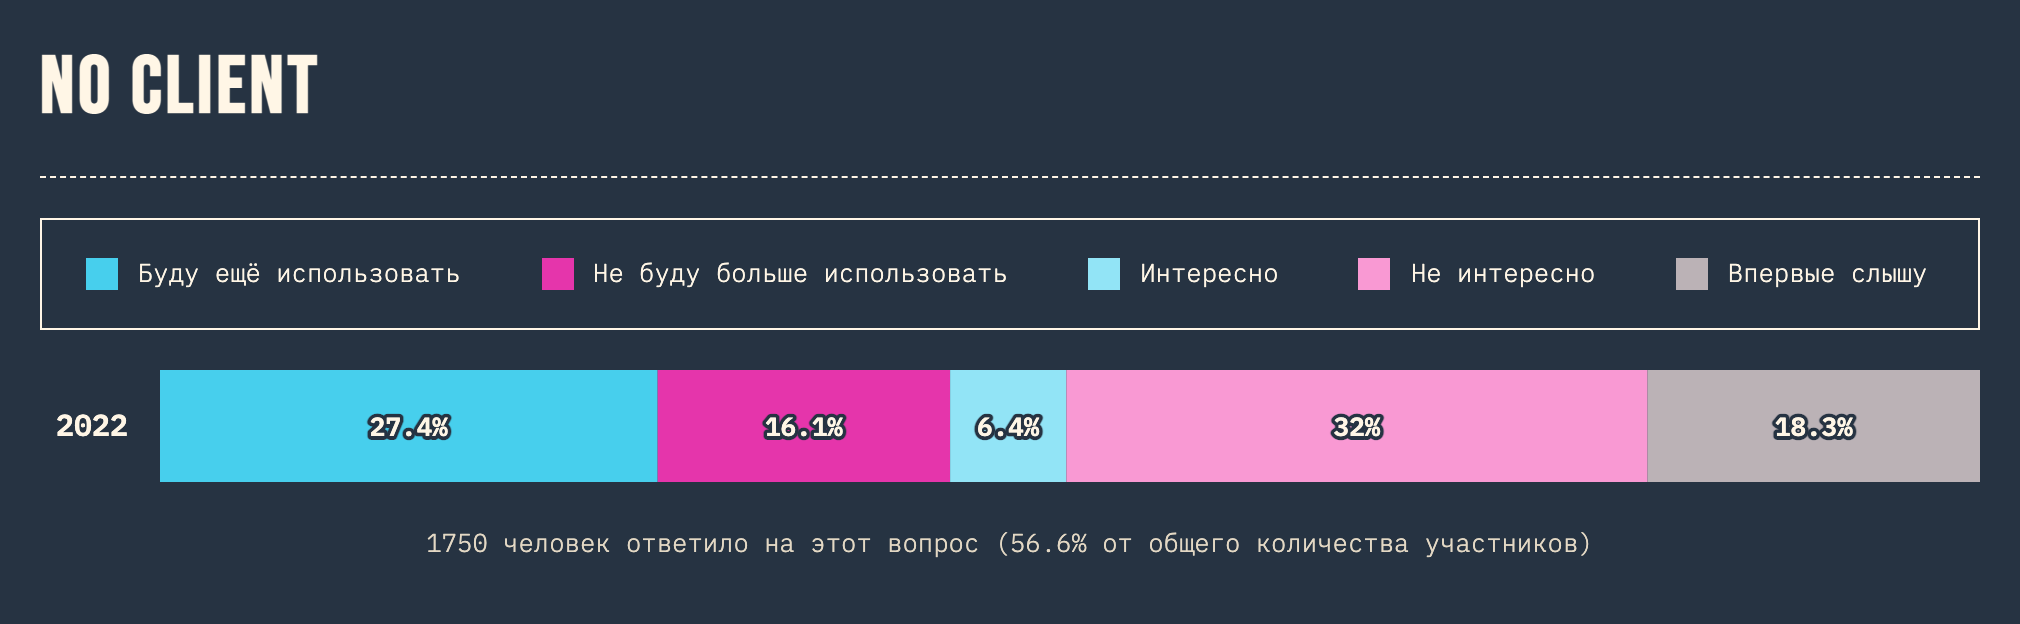 NO CLIENT
Буду ещё использовать Не буду больше использовать Интересно Не интересно Впервые слышу
2022 27.4% 16.1% 6.4% 32% 18.3%
1750 человек ответило на этот вопрос (56.6% от общего количества участников)